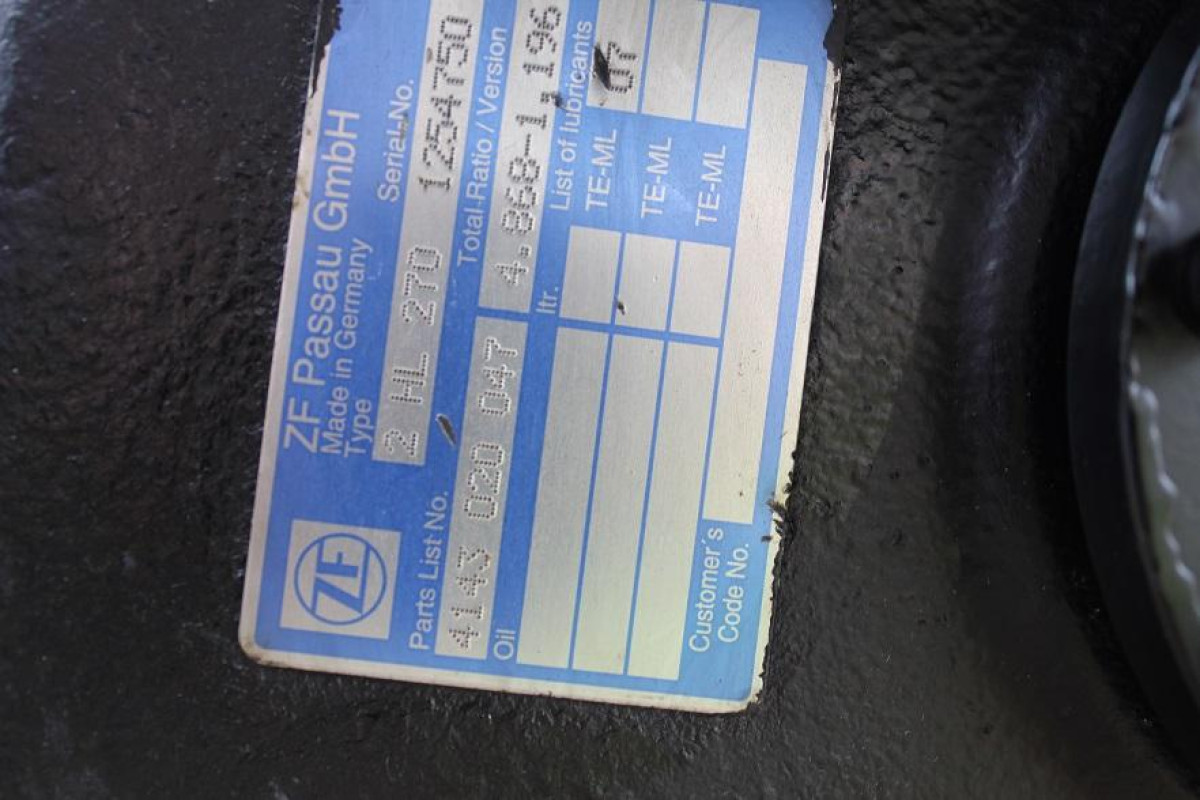 ZF Passau GmbH
Made in Germany
Type Serial No.
2 HL 270 1254750
Parts List No. Total-Ratio / Version
4143 020 047 4.868-1.196
Oil ltr. List of lubricants
TE-ML 07
TE-ML
TE-ML
Customer's
Code No.
ZF